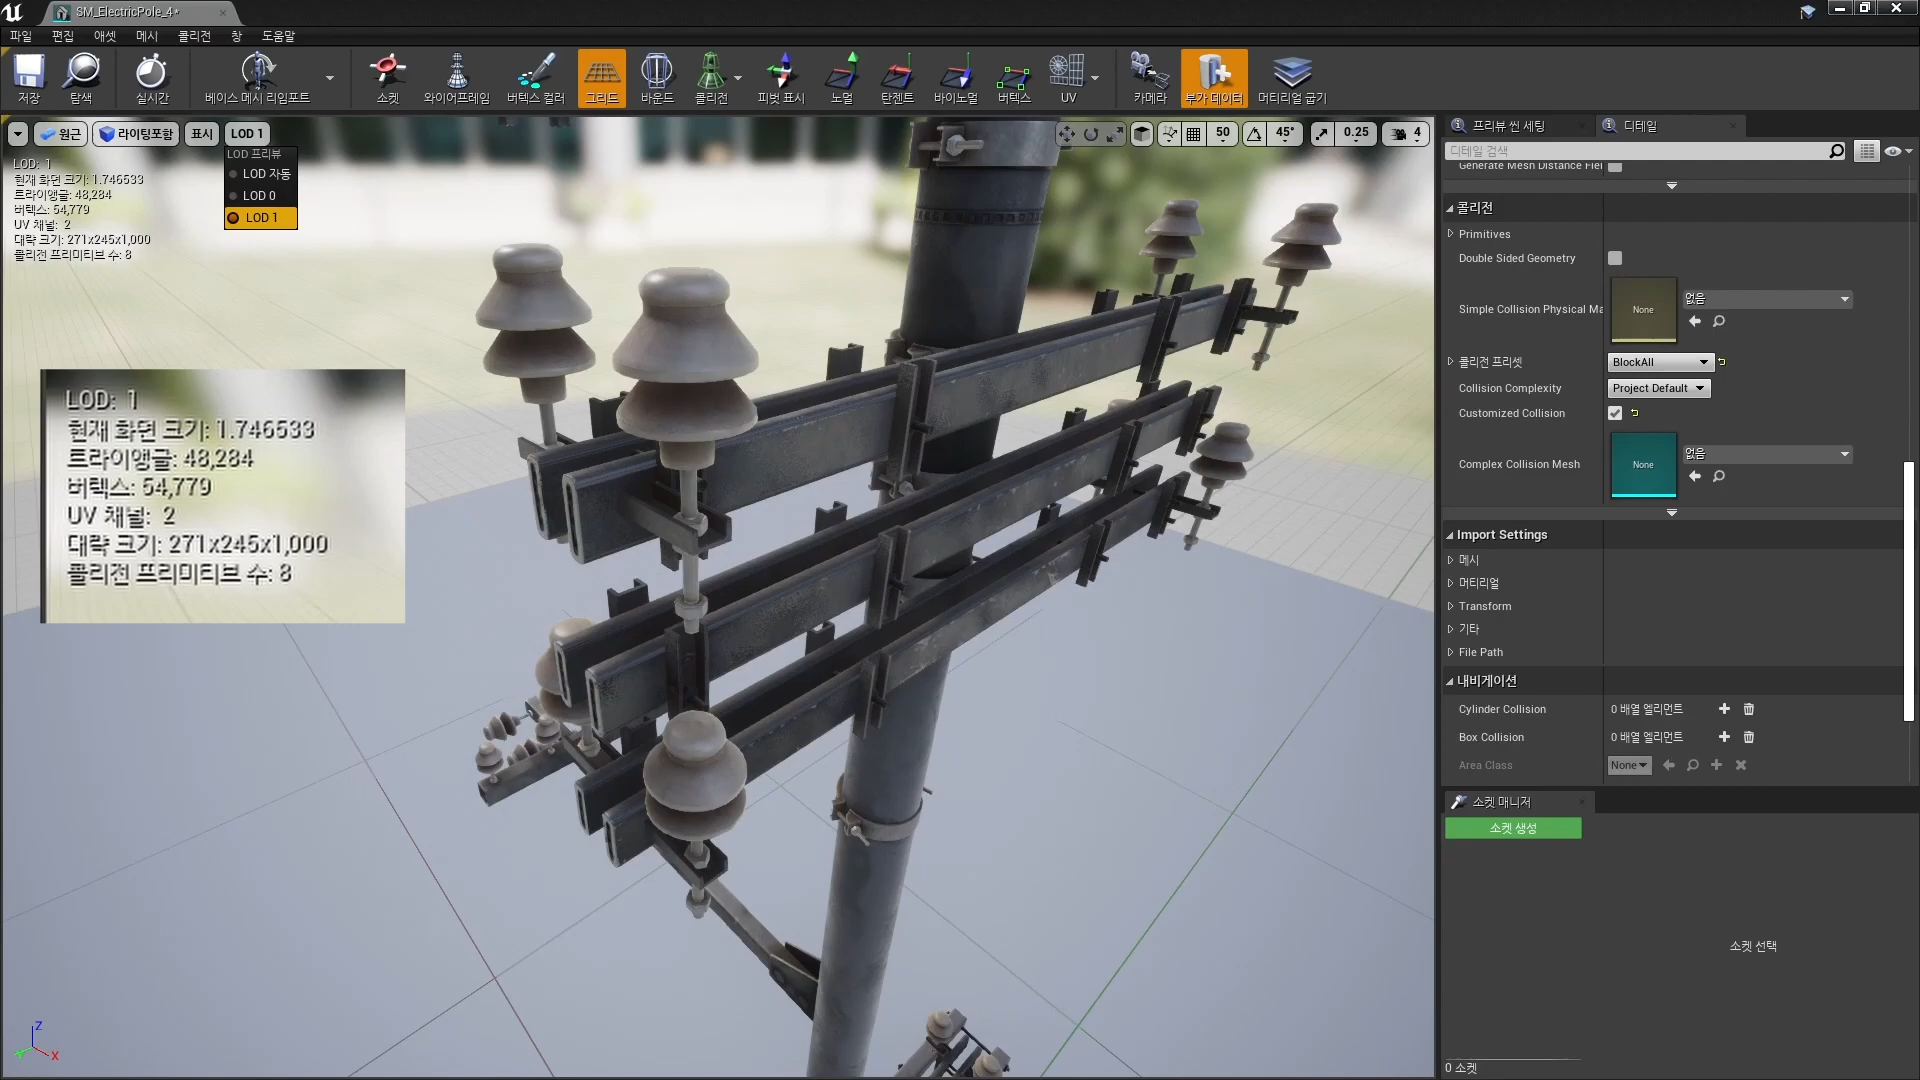 SM_ElectricPole_4*
파일 편집 애셋 메시 콜리전 창 도움말
저장 탐색 실시간 베이스 메시 리임포트 소켓 와이어프레임 버텍스 컬러 그리드 바운드 콜리전 피벗 표시 노멀 탄젠트 바이노멀 버텍스 UV 카메라 부가 데이터 머티리얼 굽기
원근 라이팅포함 표시 LOD 1 50 45° 0.25 4
LOD 프리뷰
LOD 자동
LOD 0
LOD 1
LOD: 1
현재 화면 크기: 1.746533
트라이앵글: 48,284
버텍스: 54,779
UV 채널: 2
대략 크기: 271x245x1,000
콜리전 프리미티브 수: 8
LOD: 1
현재 화면 크기: 1.746533
트라이앵글: 48,284
버텍스: 54,779
UV 채널: 2
대략 크기: 271x245x1,000
콜리전 프리미티브 수: 8
Z
X
프리뷰 씬 세팅 디테일
디테일 검색
Generate Mesh Distance Fiel
콜리전
Primitives
Double Sided Geometry
Simple Collision Physical Ma None 없음
콜리전 프리셋 BlockAll
Collision Complexity Project Default
Customized Collision
Complex Collision Mesh None 없음
Import Settings
메시
머티리얼
Transform
기타
File Path
내비게이션
Cylinder Collision 0 배열 엘리먼트
Box Collision 0 배열 엘리먼트
Area Class None
소켓 매니저
소켓 생성
소켓 선택
0 소켓